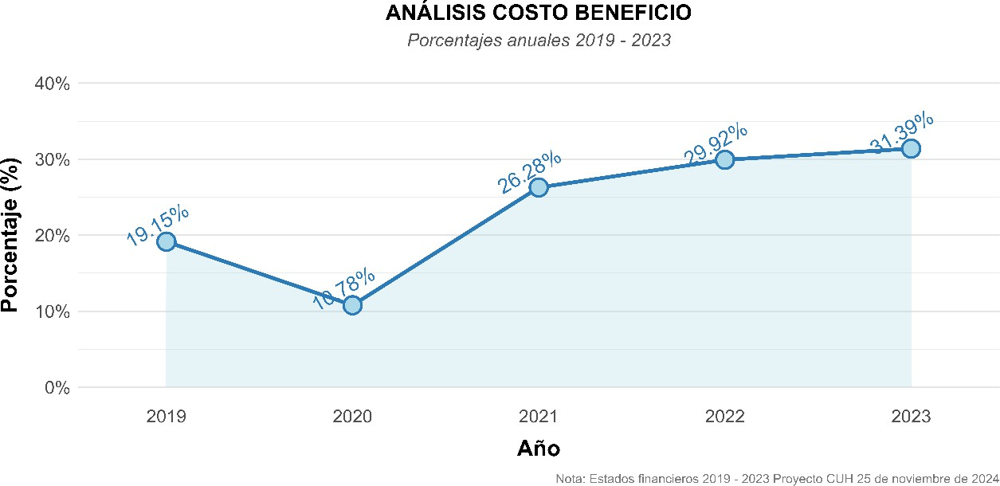 ANÁLISIS COSTO BENEFICIO
Porcentajes anuales 2019 - 2023
Porcentaje (%)
40%
30%
20%
10%
0%
19.15%
10.78%
26.28%
29.92%
31.39%
2019 2020 2021 2022 2023
Año
Nota: Estados financieros 2019 - 2023 Proyecto CUH 25 de noviembre de 2024